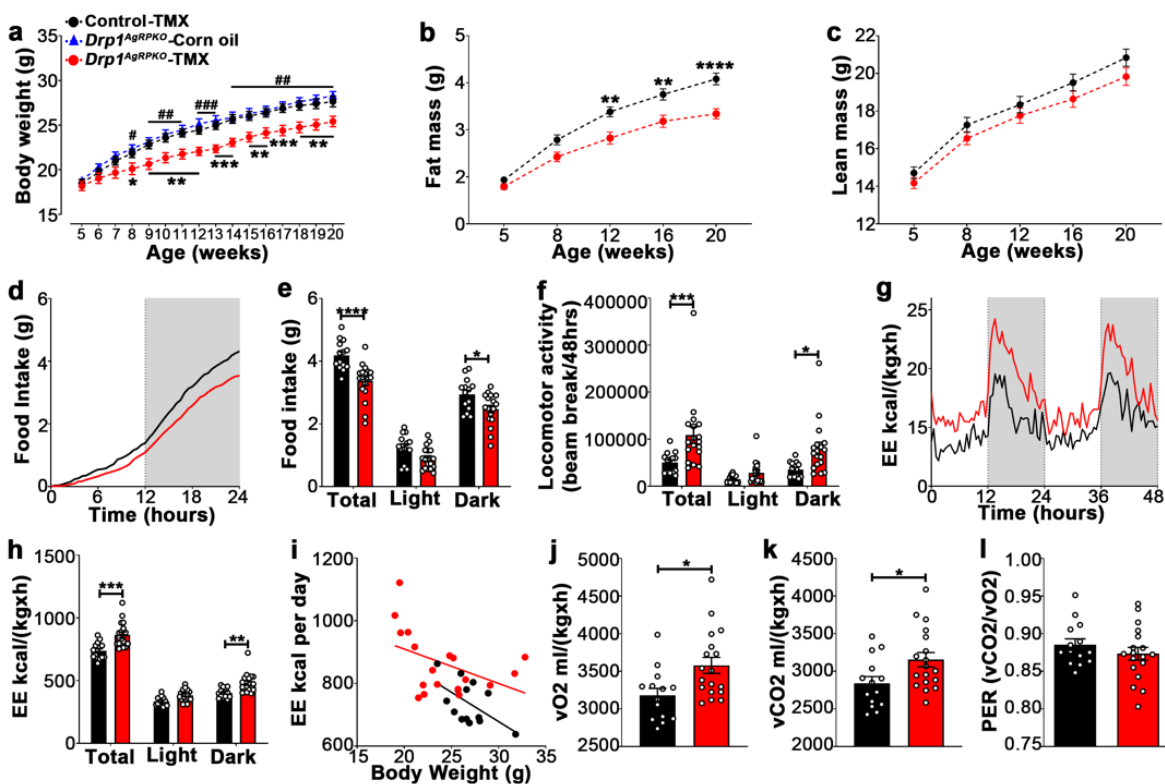 Control-TMX
Drp1AgRPKO-Corn oil
Drp1AgRPKO-TMX
a
Body weight (g)
35
30
25
20
15
# ## ### ##
* ** *** ** *** **
5 6 7 8 9 10 11 12 13 14 15 16 17 18 19 20
Age (weeks)
b
Fat mass (g)
5
4
3
2
0
** ** ****
5 8 12 16 20
Age (weeks)
c
Lean mass (g)
22
20
18
16
14
12
5 8 12 16 20
Age (weeks)
d
Food Intake (g)
6
4
2
0
0 6 12 18 24
Time (hours)
e
Food intake (g)
6
4
2
0
**** *
Total Light Dark
f
Locomotor activity
(beam break/48hrs)
400000
300000
200000
100000
0
*** *
Total Light Dark
g
EE kcal/(kgxh)
25
20
15
0
0 12 24 36 48
Time (hours)
h
EE kcal/(kgxh)
1500
1000
500
0
*** **
Total Light Dark
i
EE kcal per day
1200
1000
800
600
15 20 25 30 35
Body Weight (g)
j
vO2 ml/(kgxh)
5000
4500
4000
3500
3000
2500
*
k
vCO2 ml/(kgxh)
4000
3500
3000
2500
2000
*
l
PER (vCO2/vO2)
1.00
0.95
0.90
0.85
0.80
0.75